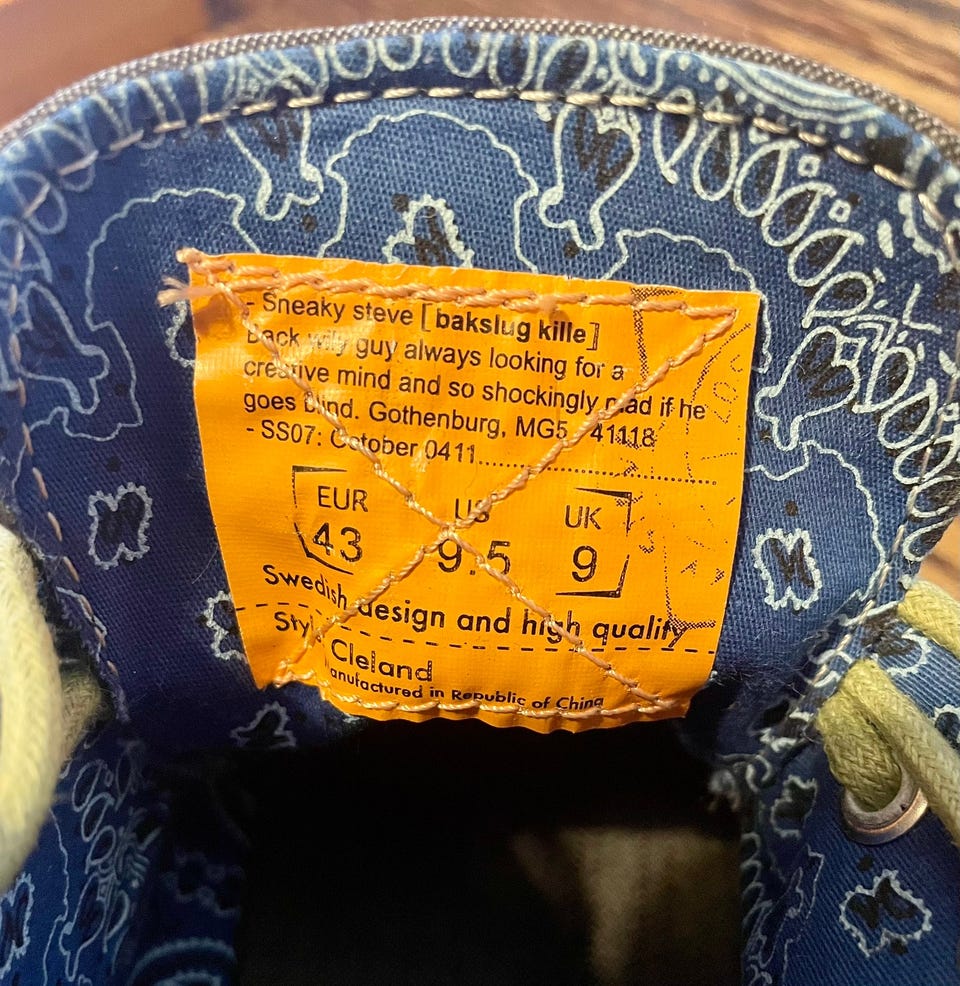 - Sneaky steve [bakslug kille]
Back wily guy always looking for a
creative mind and so shockingly mad if he
goes blind. Gothenburg, MG5 41118
- SS07: October 0411
EUR US UK
43 9.5 9
Swedish design and high quality
Style
Cleland
anufactured in Republic of China